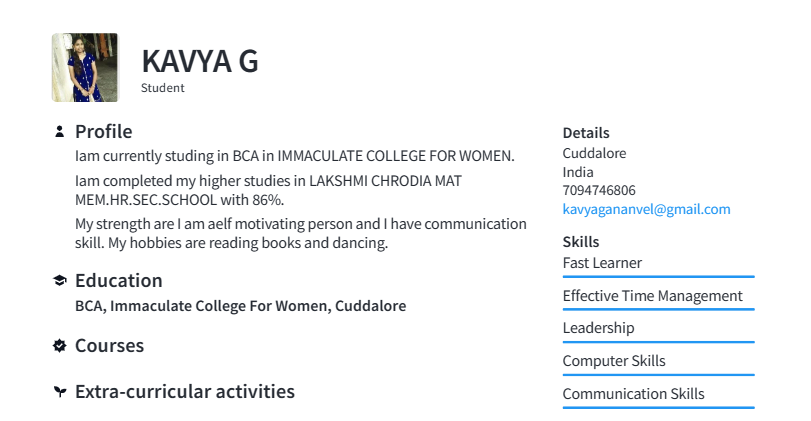 KAVYA G
Student
Profile
Iam currently studing in BCA in IMMACULATE COLLEGE FOR WOMEN.
Iam completed my higher studies in LAKSHMI CHRODIA MAT
MEM.HR.SEC.SCHOOL with 86%.
My strength are I am aelf motivating person and I have communication
skill. My hobbies are reading books and dancing.
Education
BCA, Immaculate College For Women, Cuddalore
Courses
Extra-curricular activities
Details
Cuddalore
India
7094746806
kavyagananvel@gmail.com
Skills
Fast Learner
Effective Time Management
Leadership
Computer Skills
Communication Skills